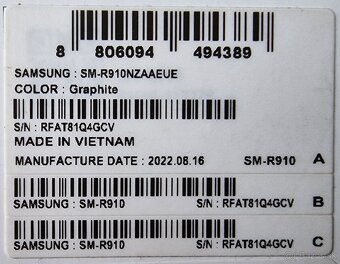 8 806094 494389
SAMSUNG : SM-R910NZAAEUE
COLOR : Graphite
S/N : RFAT81Q4GCV
MADE IN VIETNAM
MANUFACTURE DATE : 2022.08.16 SM-R910 A
SAMSUNG : SM-R910 S/N : RFAT81Q4GCV B
SAMSUNG : SM-R910 S/N : RFAT81Q4GCV C